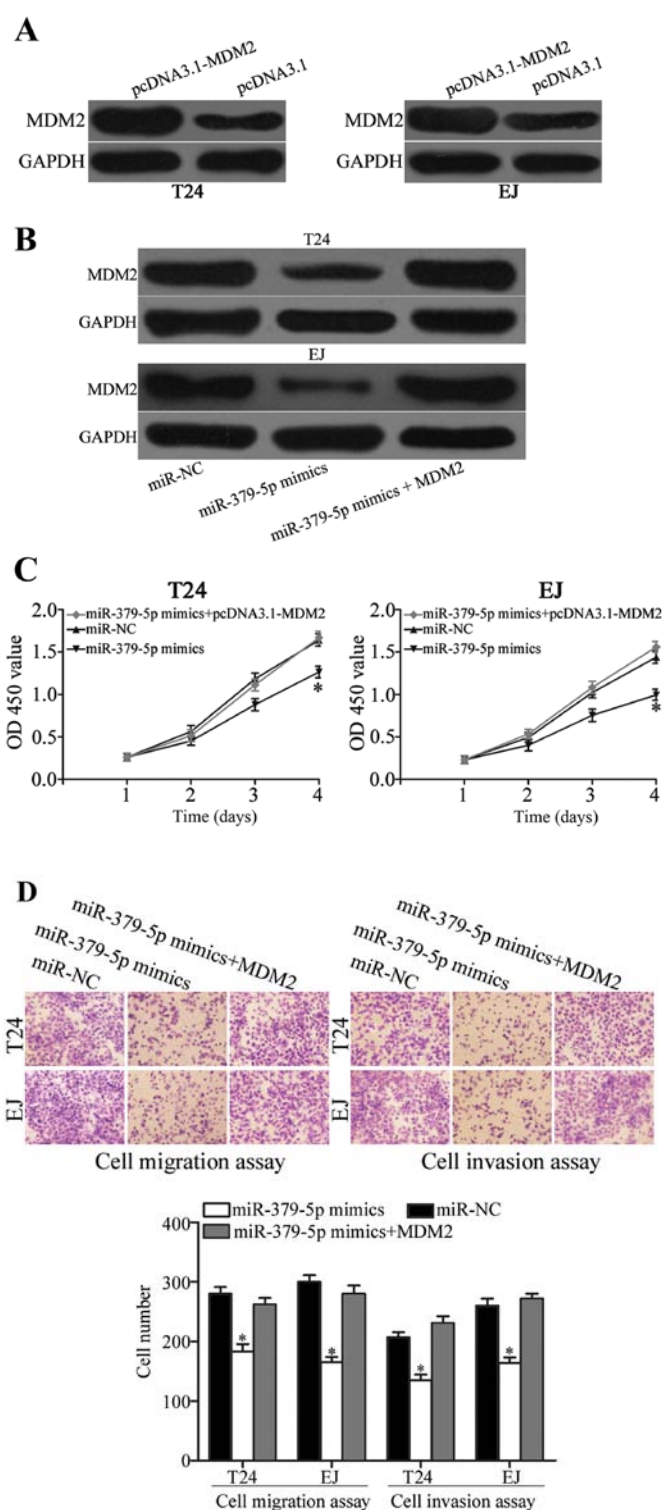 A
pcDNA3.1-MDM2
pcDNA3.1
MDM2
GAPDH
T24
pcDNA3.1-MDM2
pcDNA3.1
MDM2
GAPDH
EJ
B
T24
MDM2
GAPDH
EJ
MDM2
GAPDH
miR-NC
miR-379-5p mimics
miR-379-5p mimics + MDM2
C
T24
miR-379-5p mimics+pcDNA3.1-MDM2
miR-NC
miR-379-5p mimics
OD 450 value
2.0
1.5
1.0
0.5
0.0
*
1 2 3 4
Time (days)
EJ
miR-379-5p mimics+pcDNA3.1-MDM2
miR-NC
miR-379-5p mimics
OD 450 value
2.0
1.5
1.0
0.5
0.0
*
1 2 3 4
Time (days)
D
miR-379-5p mimics+MDM2
miR-379-5p mimics
miR-NC
T24
EJ
Cell migration assay
miR-379-5p mimics+MDM2
miR-379-5p mimics
miR-NC
T24
EJ
Cell invasion assay
miR-379-5p mimics miR-NC
miR-379-5p mimics+MDM2
Cell number
400
300
200
100
0
* * * *
T24 EJ T24 EJ
Cell migration assay Cell invasion assay